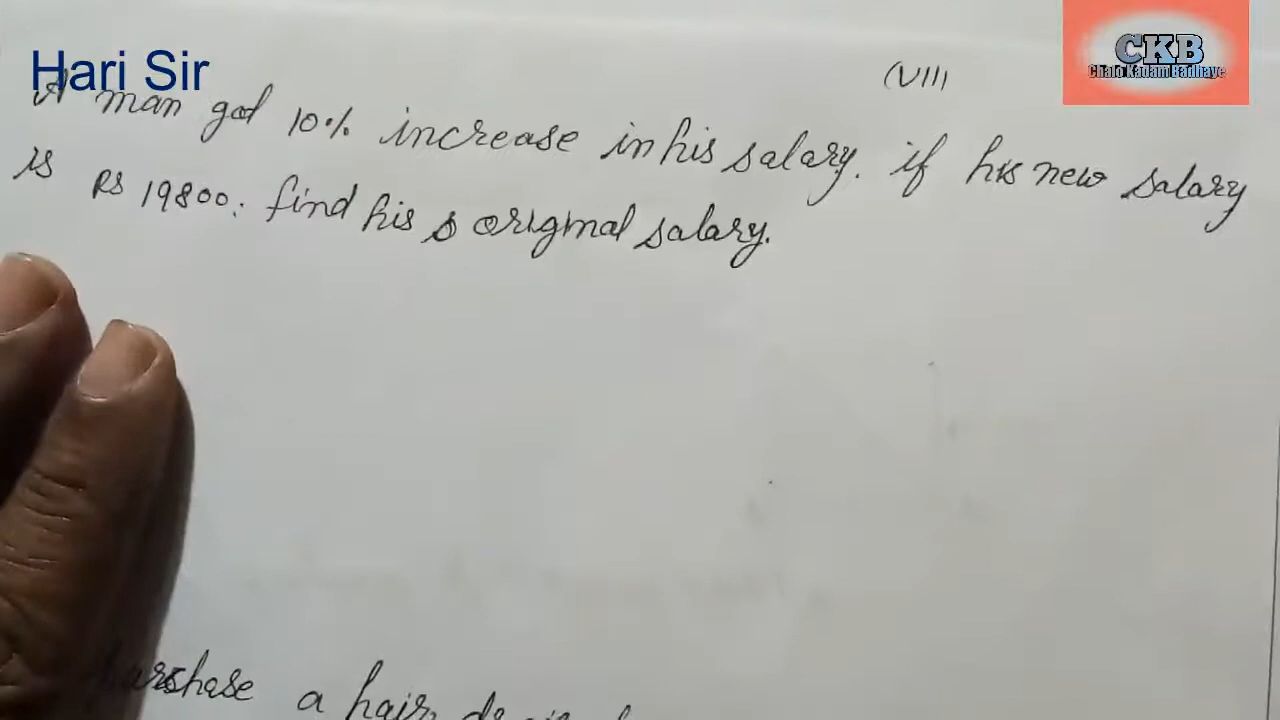 Hari Sir
CKB
Chalo Kadam Badhaye
(VIII)
A man got 10% increase in his salary. if his new salary
is RS 19800. find his s original salary.
a hair